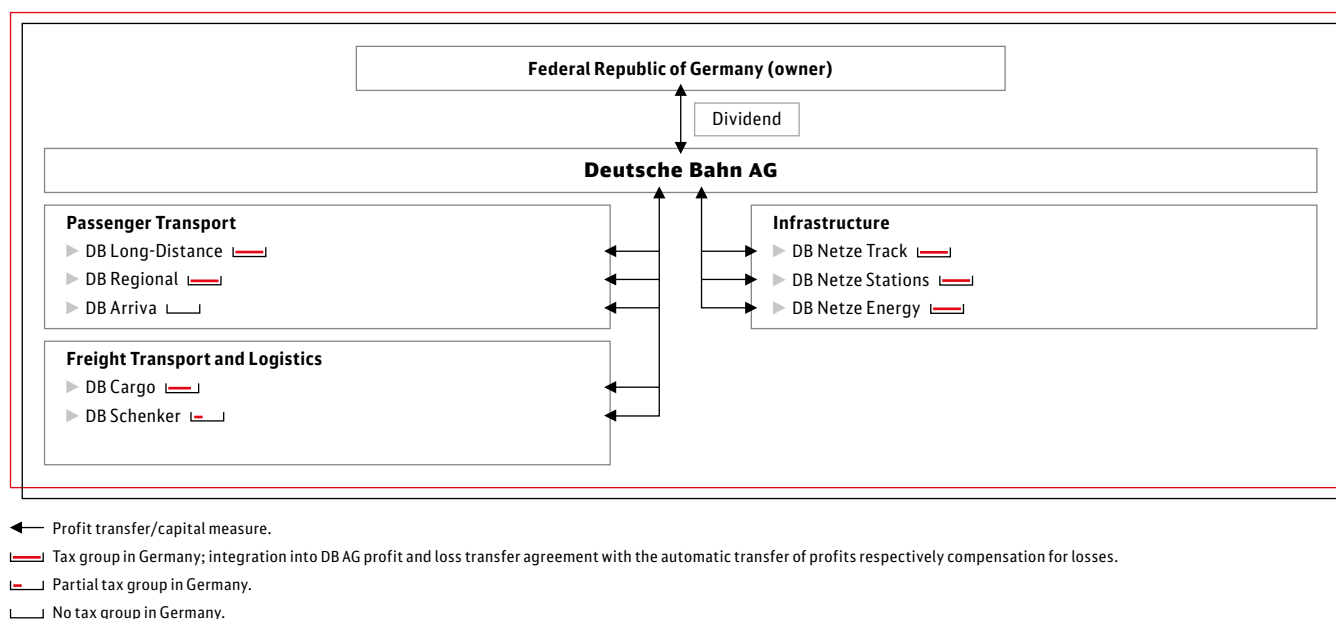 Federal Republic of Germany (owner)
Dividend
Deutsche Bahn AG
Passenger Transport
DB Long-Distance
DB Regional
DB Arriva
Freight Transport and Logistics
DB Cargo
DB Schenker
Infrastructure
DB Netze Track
DB Netze Stations
DB Netze Energy
Profit transfer/capital measure.
Tax group in Germany; integration into DB AG profit and loss transfer agreement with the automatic transfer of profits respectively compensation for losses.
Partial tax group in Germany.
No tax group in Germany.